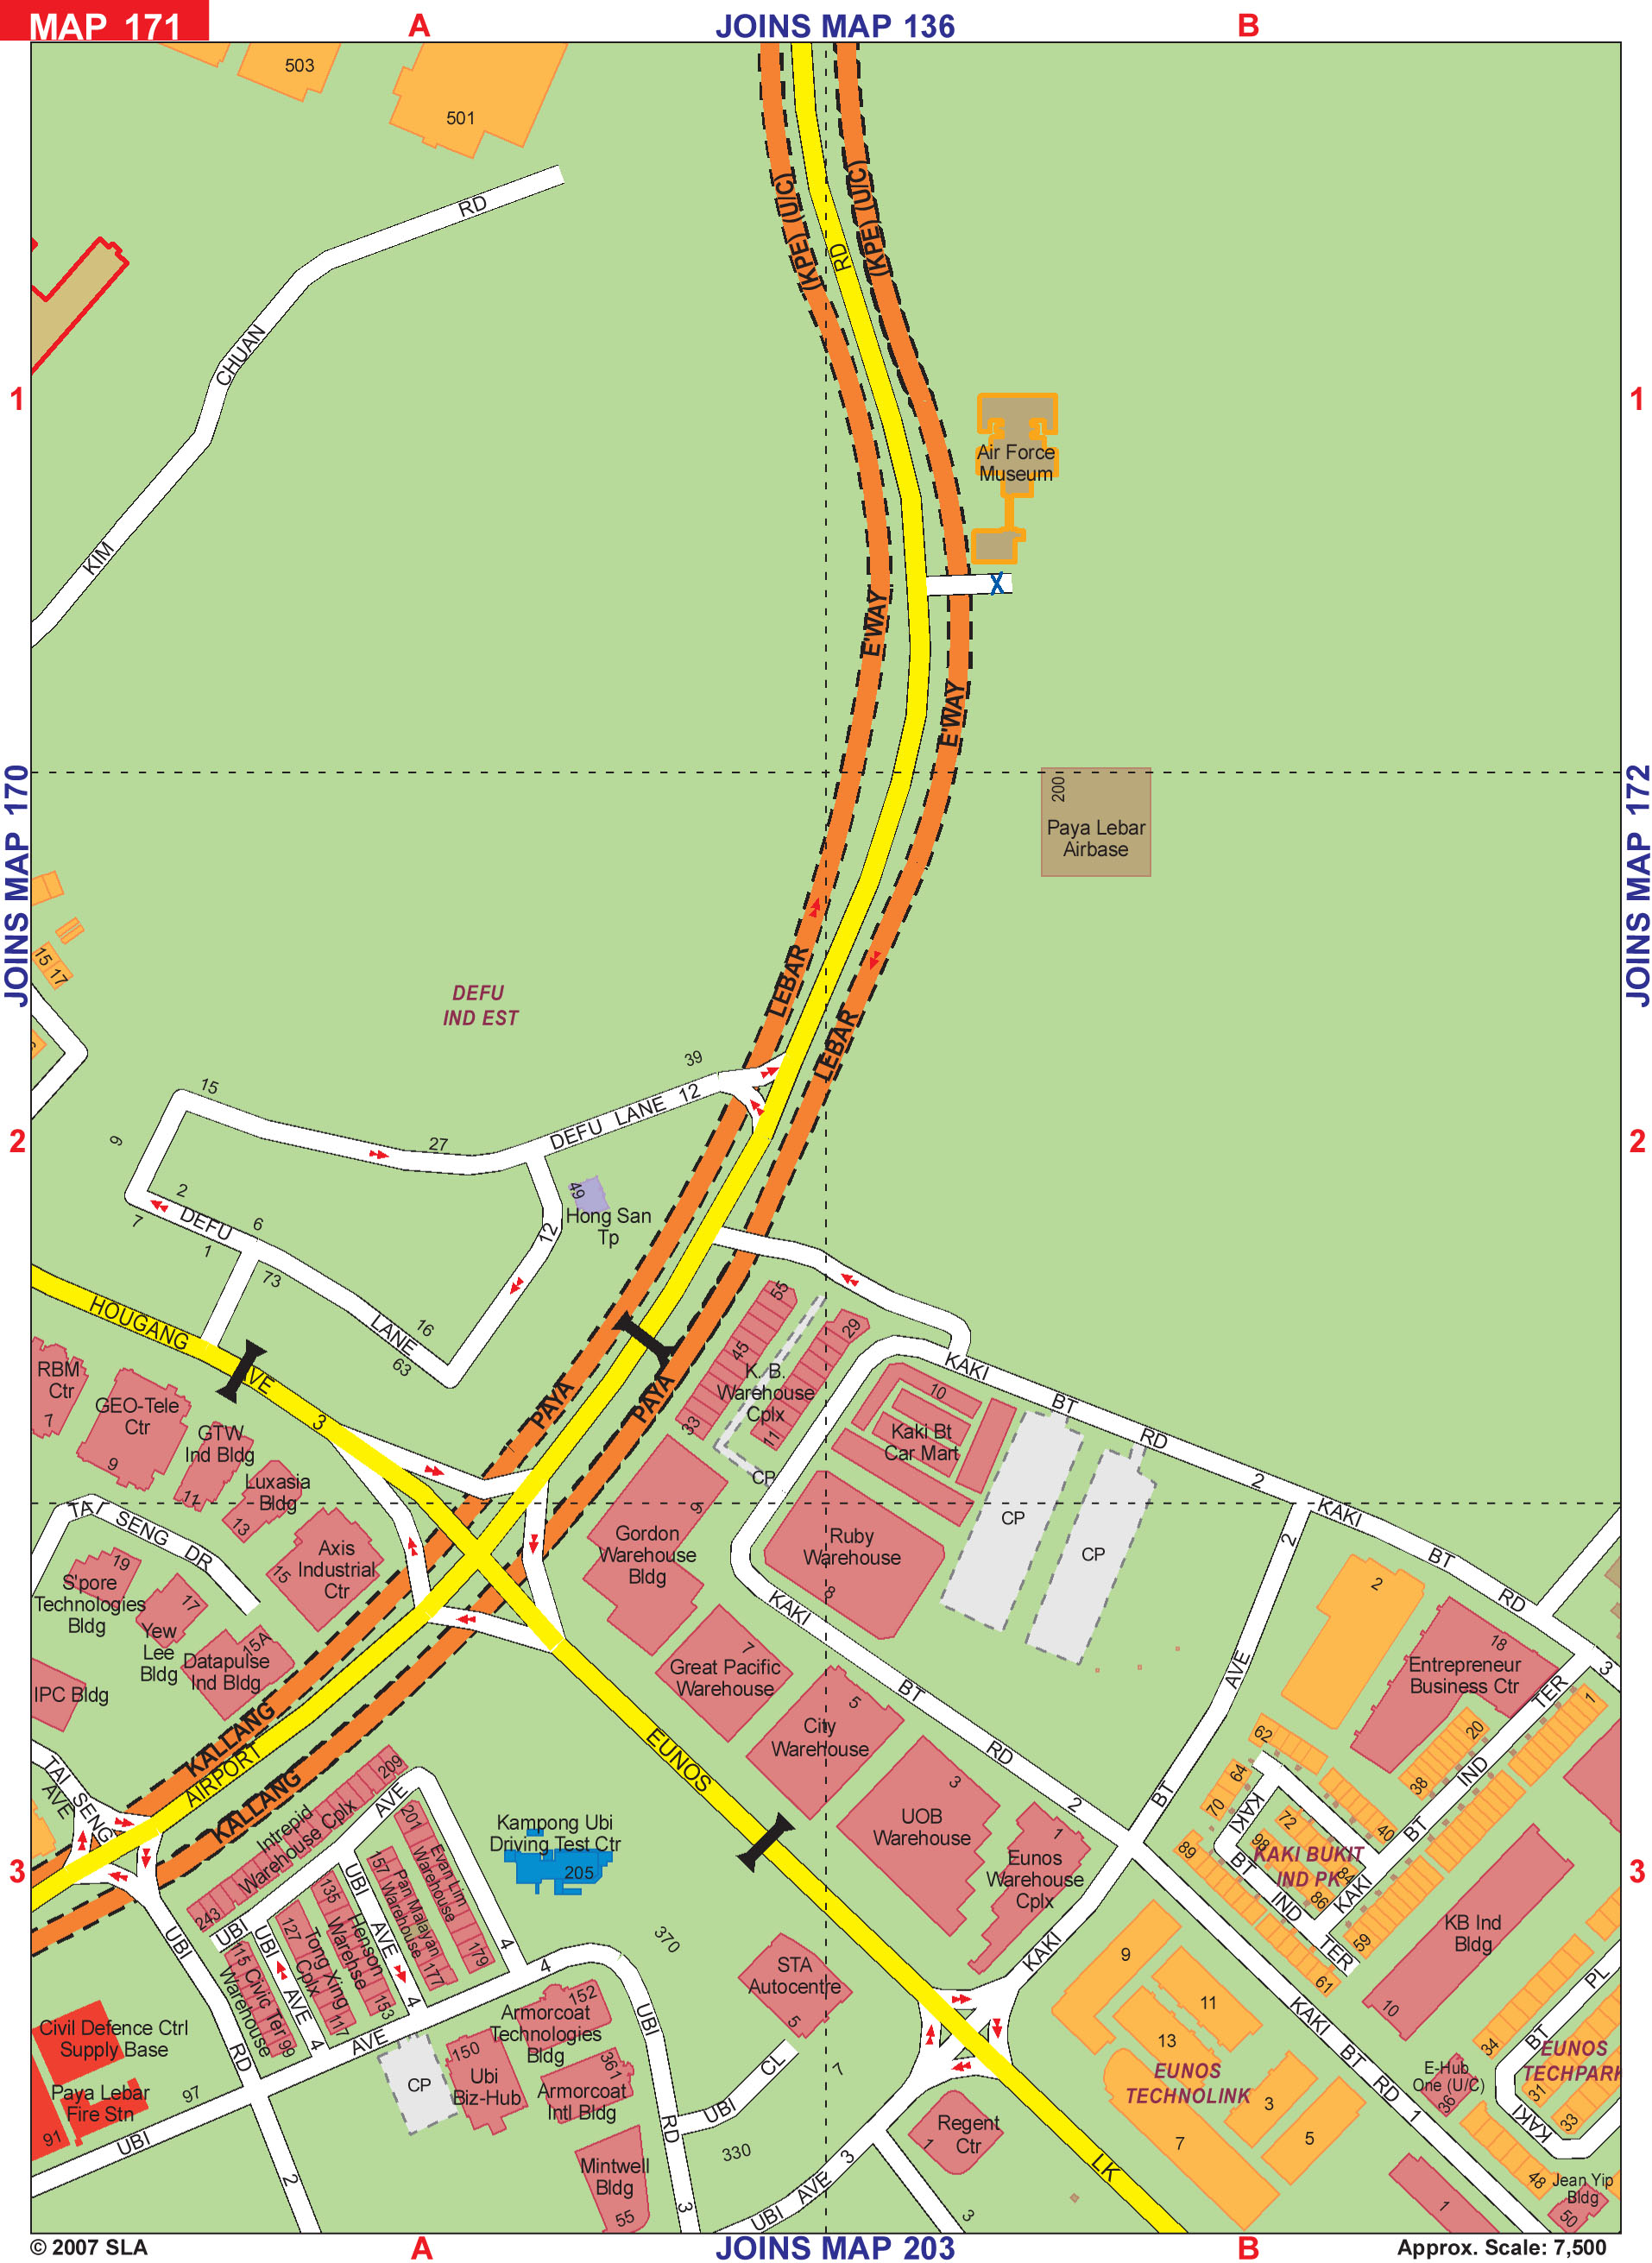 MAP 171
A
JOINS MAP 136
B
503
501
CHUAN
RD
KIM
(KPE) (U/C)
RD
(KPE) (U/C)
1
1
Air Force
Museum
X
E'WAY
E'WAY
JOINS MAP 170
JOINS MAP 172
200
Paya Lebar
Airbase
15
17
DEFU
IND EST
LEBAR
LEBAR
39
15
27
DEFU LANE 12
2
2
9
2
7
DEFU
6
1
73
LANE
16
63
12
49
Hong San
Tp
HOUGANG
AVE
3
RBM
Ctr
7
GEO-Tele
Ctr
9
GTW
Ind Bldg
11
Luxasia
Bldg
13
PAYA
PAYA
55
45
33
29
K. B.
Warehouse
Cplx
11
CP
KAKI
BT
RD
2
10
Kaki Bt
Car Mart
CP
CP
TAI SENG DR
19
S'pore
Technologies
Bldg
17
Yew
Lee
Bldg
Axis
Industrial
Ctr
15
15A
Datapulse
Ind Bldg
IPC Bldg
Gordon
Warehouse
Bldg
9
Ruby
Warehouse
8
KAKI
BT
RD
2
7
Great Pacific
Warehouse
5
City
Warehouse
3
UOB
Warehouse
1
Eunos
Warehouse
Cplx
KAKI
BT
AVE
2
KAKI
BT
RD
3
2
18
Entrepreneur
Business Ctr
1
TER
20
IND
38
BT
KAKI
62
64
70
KAKI
72
40
98
84
86
89
BT
IND
TER
KAKI BUKIT
IND PK
59
61
KB Ind
Bldg
10
KALLANG
AIRPORT
KALLANG
EUNOS
TAI SENG
AVE
3
3
209
Intrepid
Warehouse Cplx
243
AVE
UBI
201
Evan Lim
Warehouse
179
157
Pan Malayan
Warehouse
177
UBI
AVE
4
135
Henson
Warehse
153
127
Tong Xing
Cplx
117
UBI
AVE
4
115
Civic Ter
Warehouse
99
4
Kampong Ubi
Driving Test Ctr
205
370
STA
Autocentre
5
7
UBI
RD
2
UBI
AVE
4
UBI
RD
3
Civil Defence Ctrl
Supply Base
Paya Lebar
Fire Stn
91
97
CP
150
Ubi
Biz-Hub
152
Armorcoat
Technologies
Bldg
361
Armorcoat
Intl Bldg
Mintwell
Bldg
55
UBI CL
330
UBI AVE 3
1
Regent
Ctr
3
LK
9
11
13
EUNOS
TECHNOLINK
3
5
7
KAKI
BT
RD
1
E-Hub
One (U/C)
36
34
BT
PL
EUNOS
TECHPARK
31
33
KAKI
48
Jean Yip
Bldg
50
1
© 2007 SLA
A
JOINS MAP 203
B
Approx. Scale: 7,500